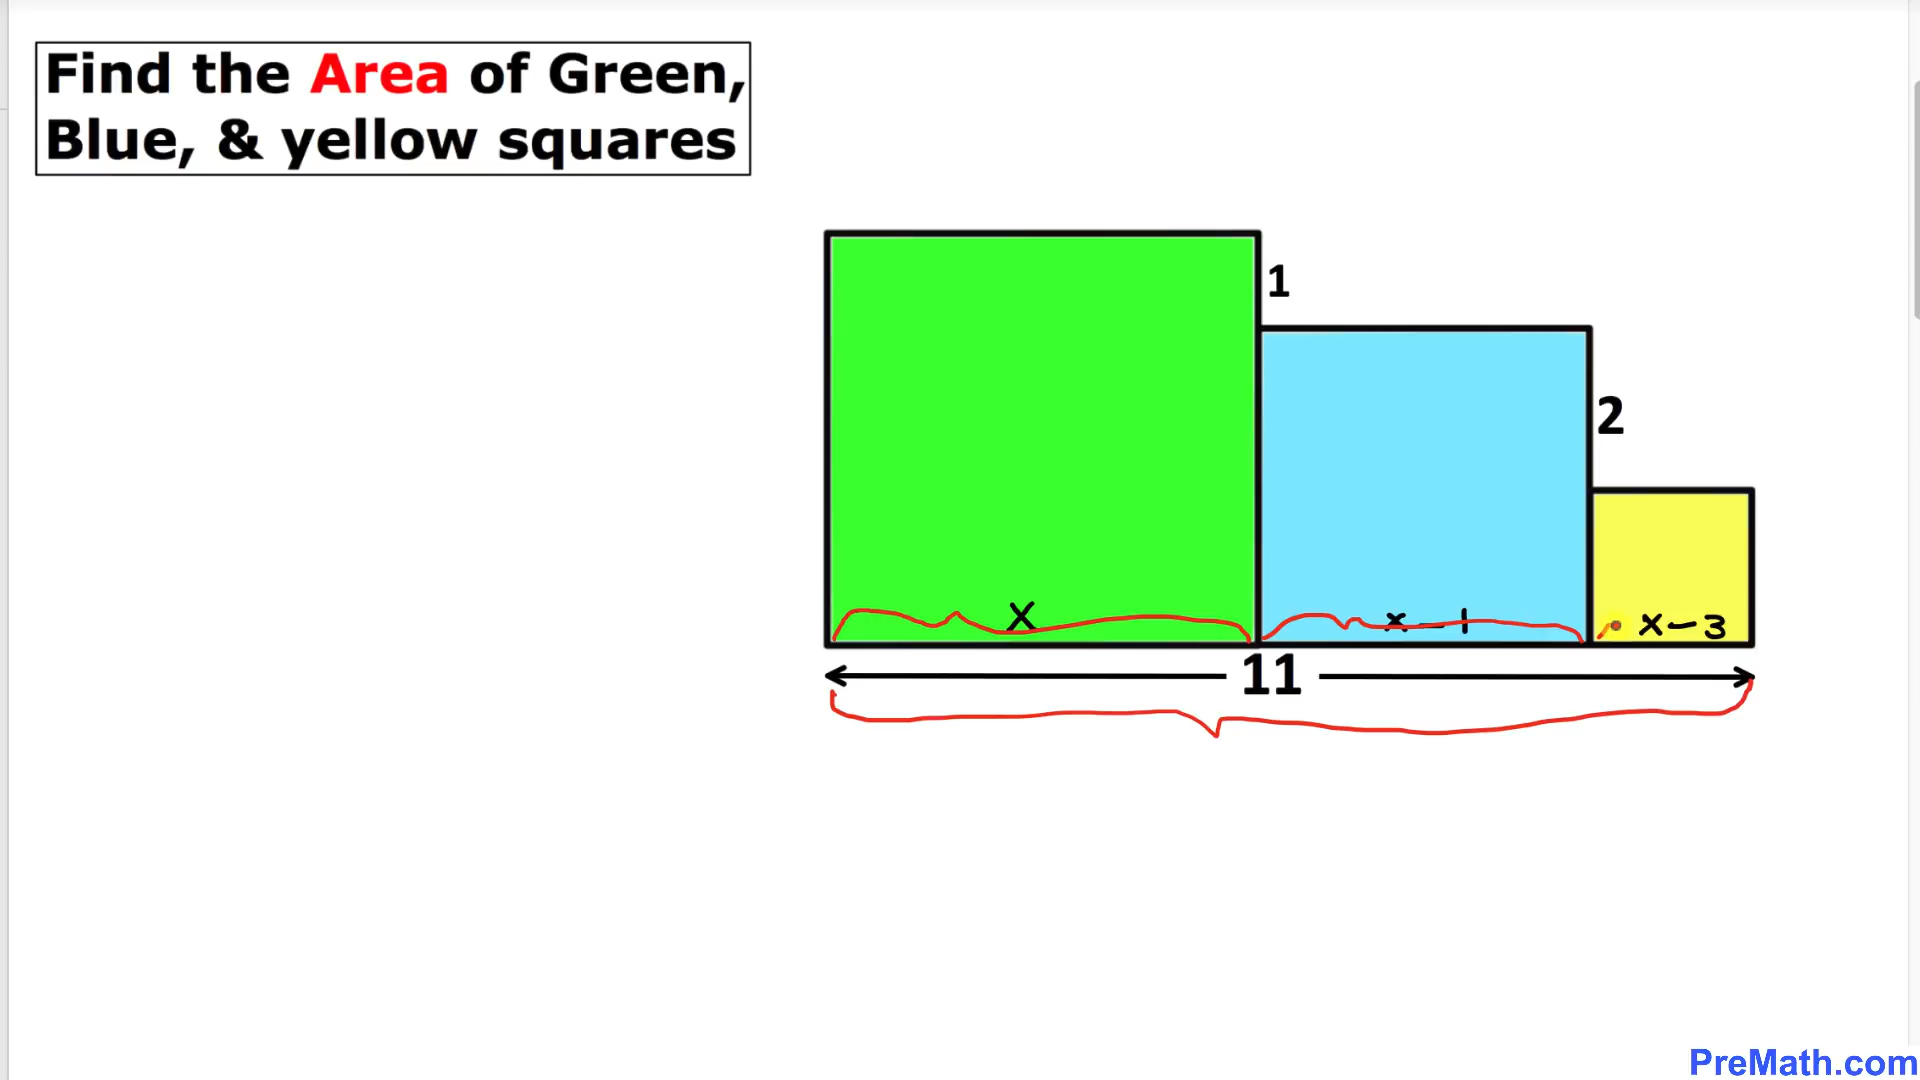 Find the Area of Green,
Blue, & yellow squares
1
2
x
x - 1
x - 3
11
PreMath.com